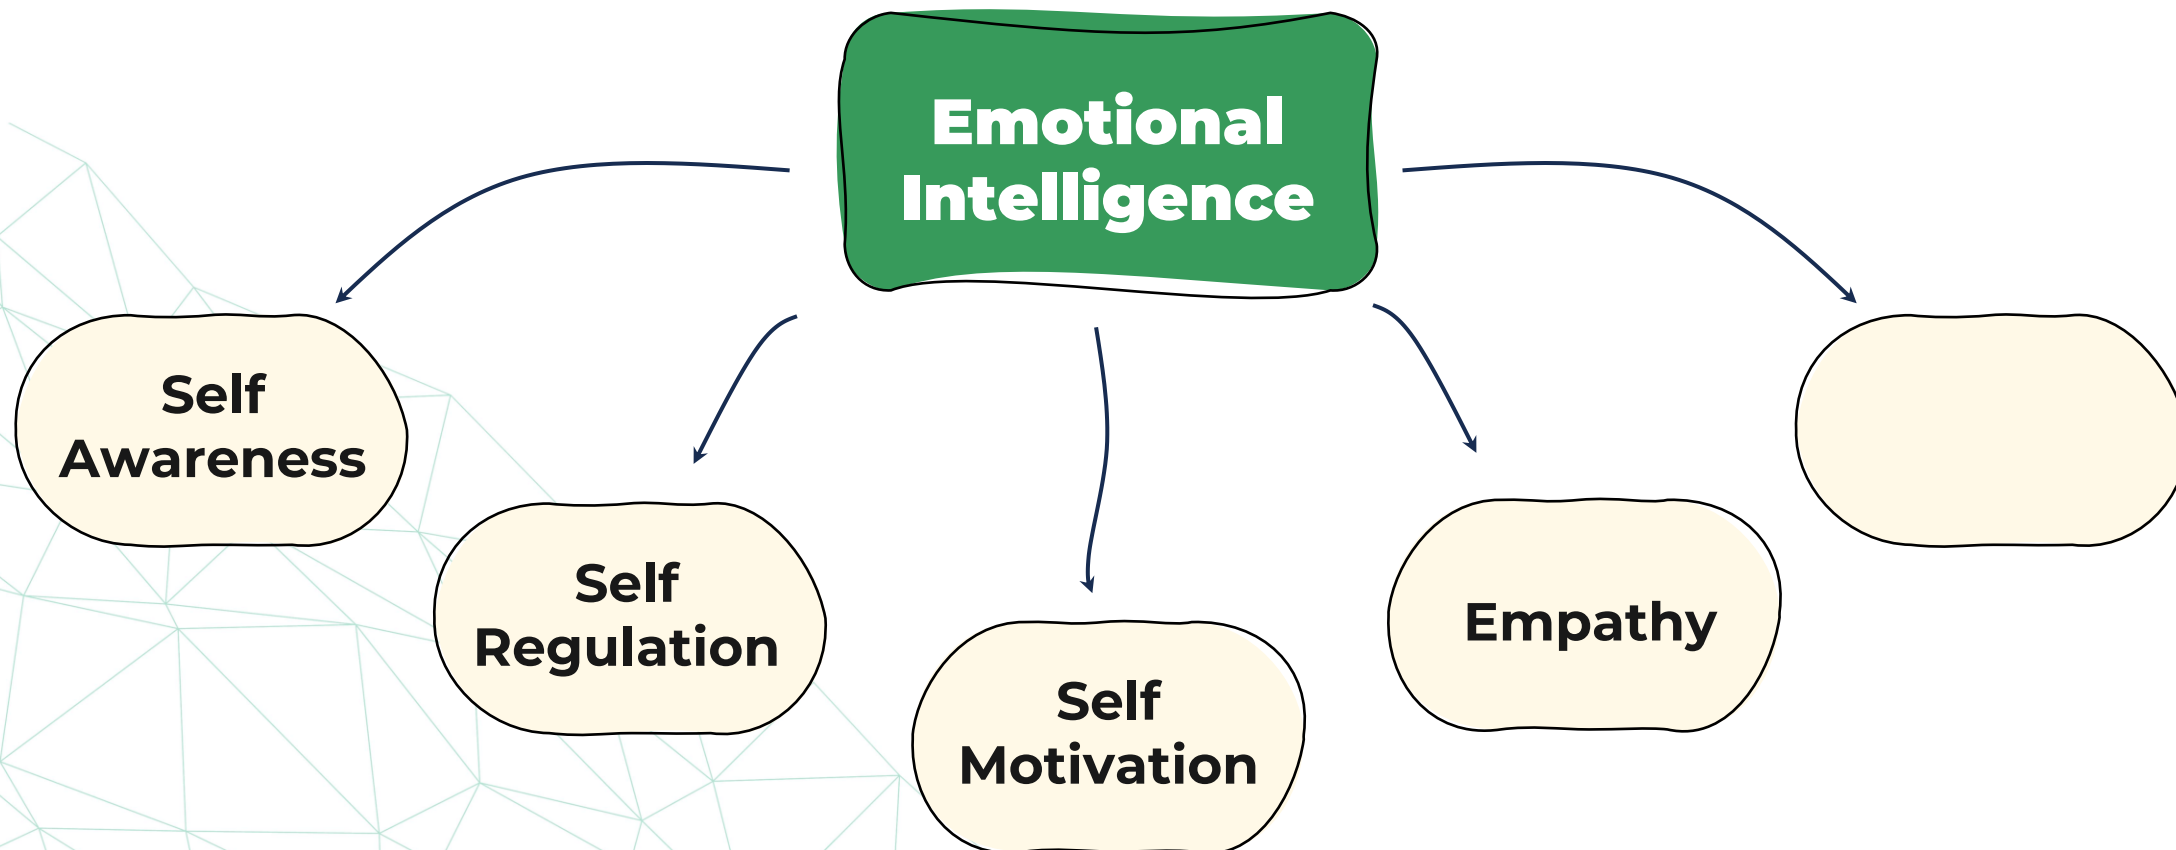 Emotional
Intelligence
Self
Awareness
Self
Regulation
Self
Motivation
Empathy